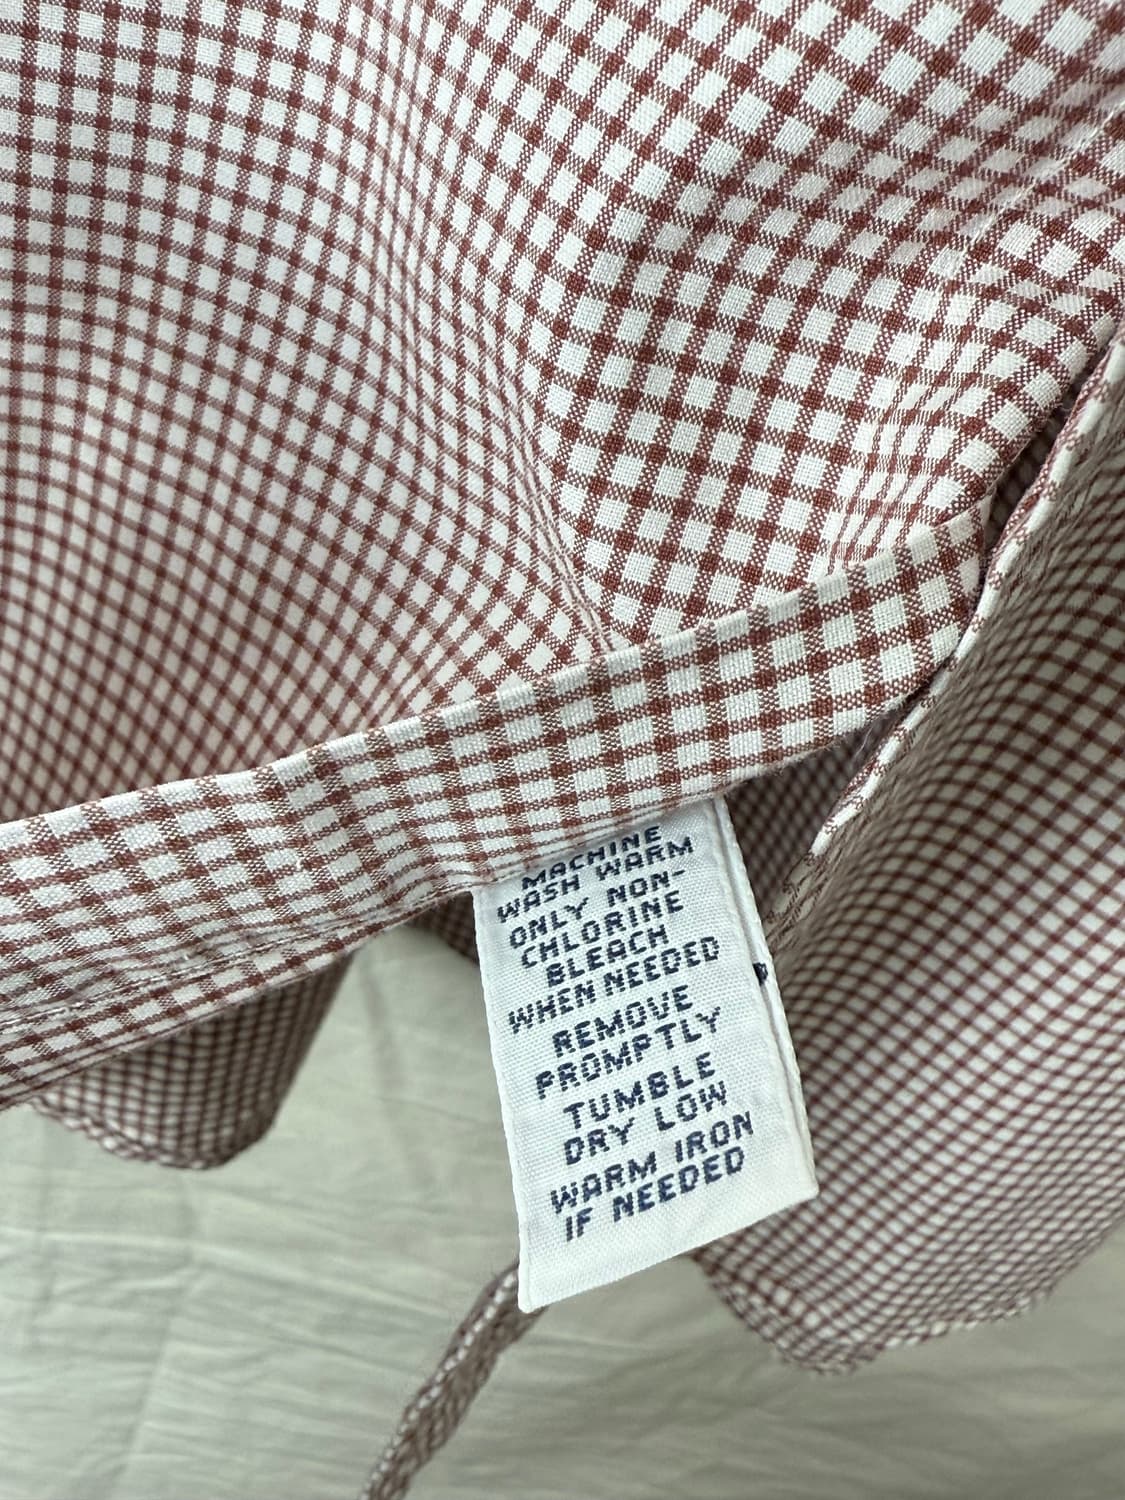 MACHINE
WASH WARM
ONLY NON-
CHLORINE
BLEACH
WHEN NEEDED
REMOVE
PROMPTLY
TUMBLE
DRY LOW
WARM IRON
IF NEEDED